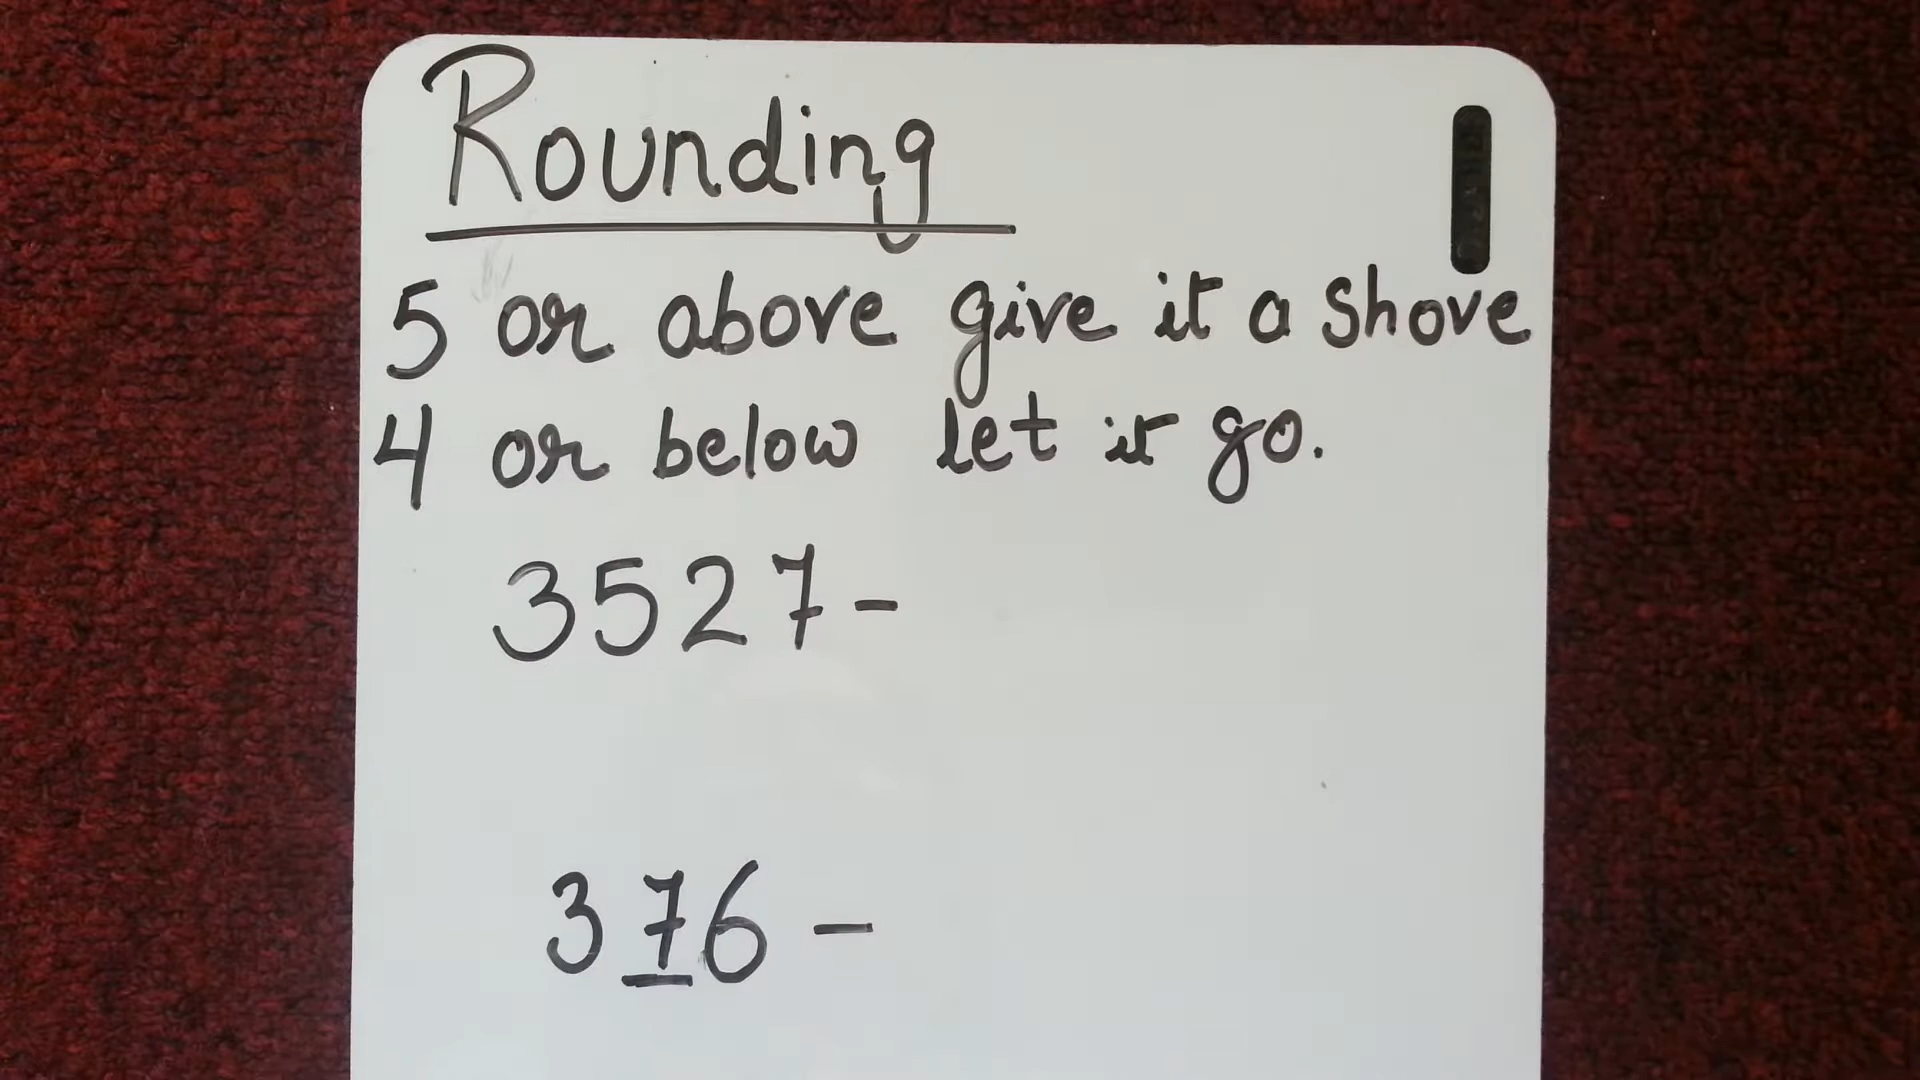 Rounding
5 or above give it a shove
4 or below let it go.
3527-
376-